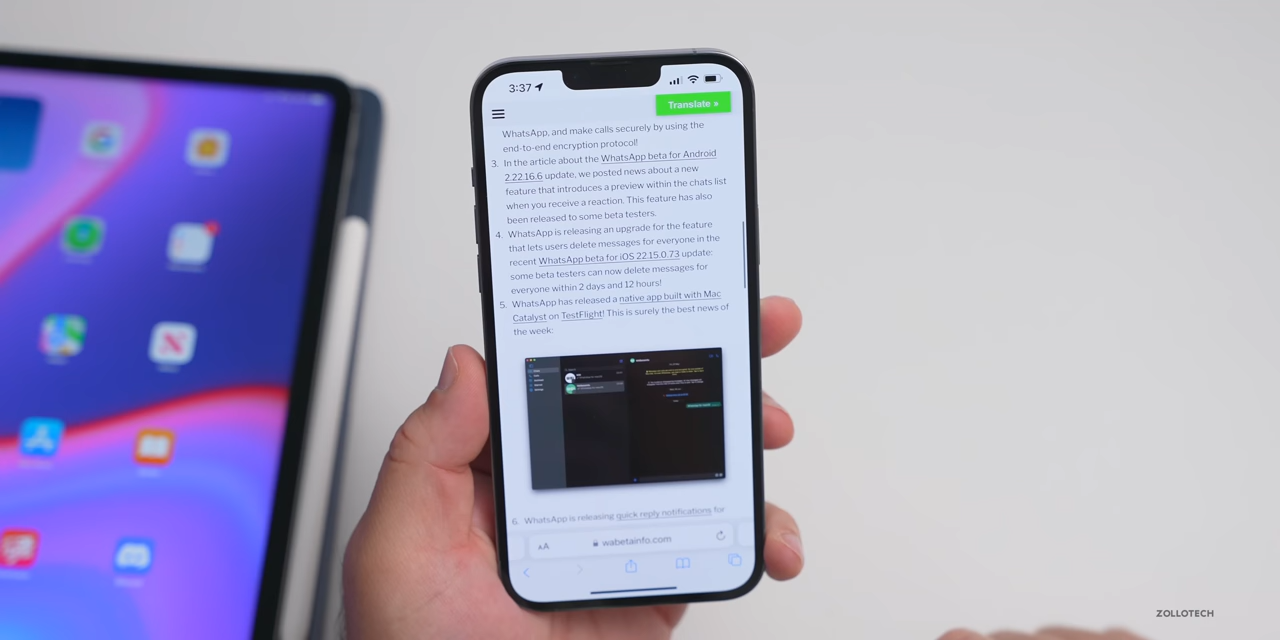 3:37
Translate »
WhatsApp, and make calls securely by using the
end-to-end encryption protocol!
3. In the article about the WhatsApp beta for Android
2.22.16.6 update, we posted news about a new
feature that introduces a preview within the chats list
when you receive a reaction. This feature has also
been released to some beta testers.
4. WhatsApp is releasing an upgrade for the feature
that lets users delete messages for everyone in the
recent WhatsApp beta for iOS 22.15.0.73 update:
some beta testers can now delete messages for
everyone within 2 days and 12 hours!
5. WhatsApp has released a native app built with Mac
Catalyst on TestFlight! This is surely the best news of
the week:
6. WhatsApp is releasing quick reply notifications for
AA
wabetainfo.com
ZOLLOTECH